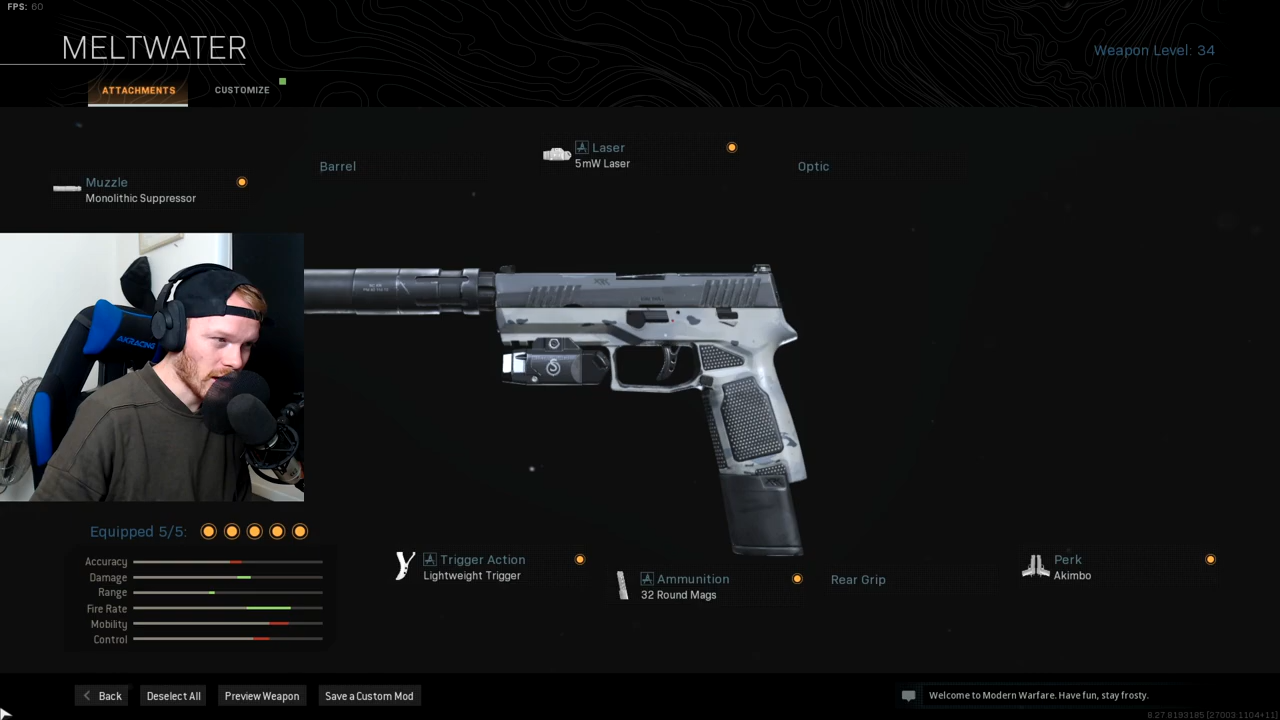 FPS: 60
MELTWATER
Weapon Level: 34
ATTACHMENTS
CUSTOMIZE
Laser
5mW Laser
Barrel
Optic
Muzzle
Monolithic Suppressor
AKRACING
Equipped 5/5:
Accuracy
Damage
Range
Fire Rate
Mobility
Control
Trigger Action
Lightweight Trigger
Ammunition
32 Round Mags
Rear Grip
Perk
Akimbo
Back
Deselect All
Preview Weapon
Save a Custom Mod
Welcome to Modern Warfare. Have fun, stay frosty.